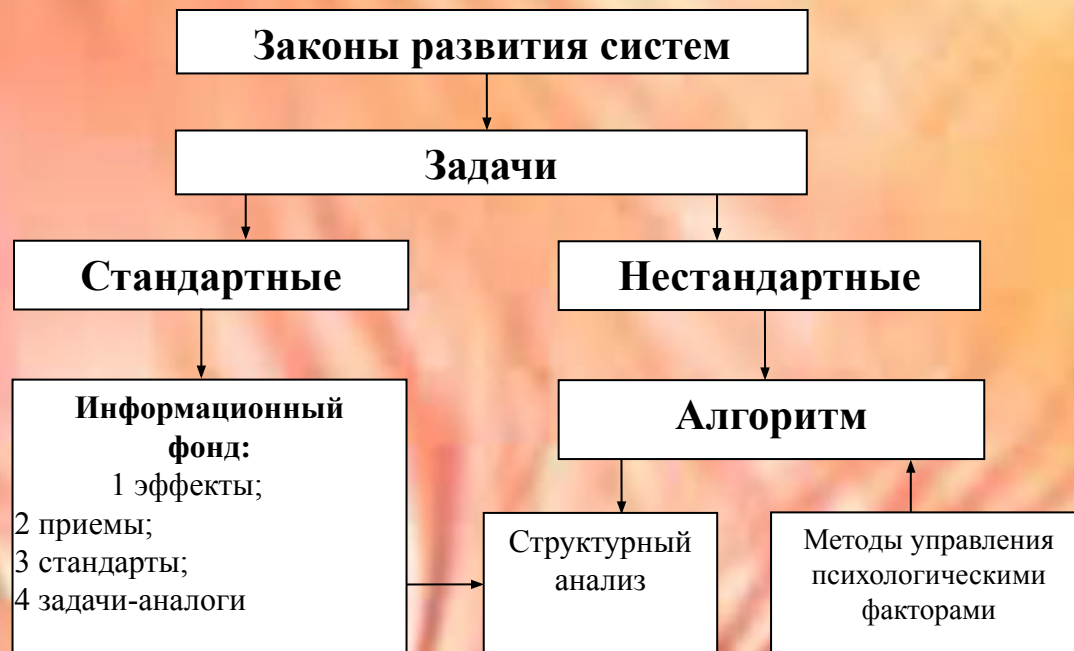 Законы развития систем
Задачи
Стандартные
Нестандартные
Информационный
фонд:
1 эффекты;
2 приемы;
3 стандарты;
4 задачи-аналоги
Алгоритм
Структурный
анализ
Методы управления
психологическими
факторами